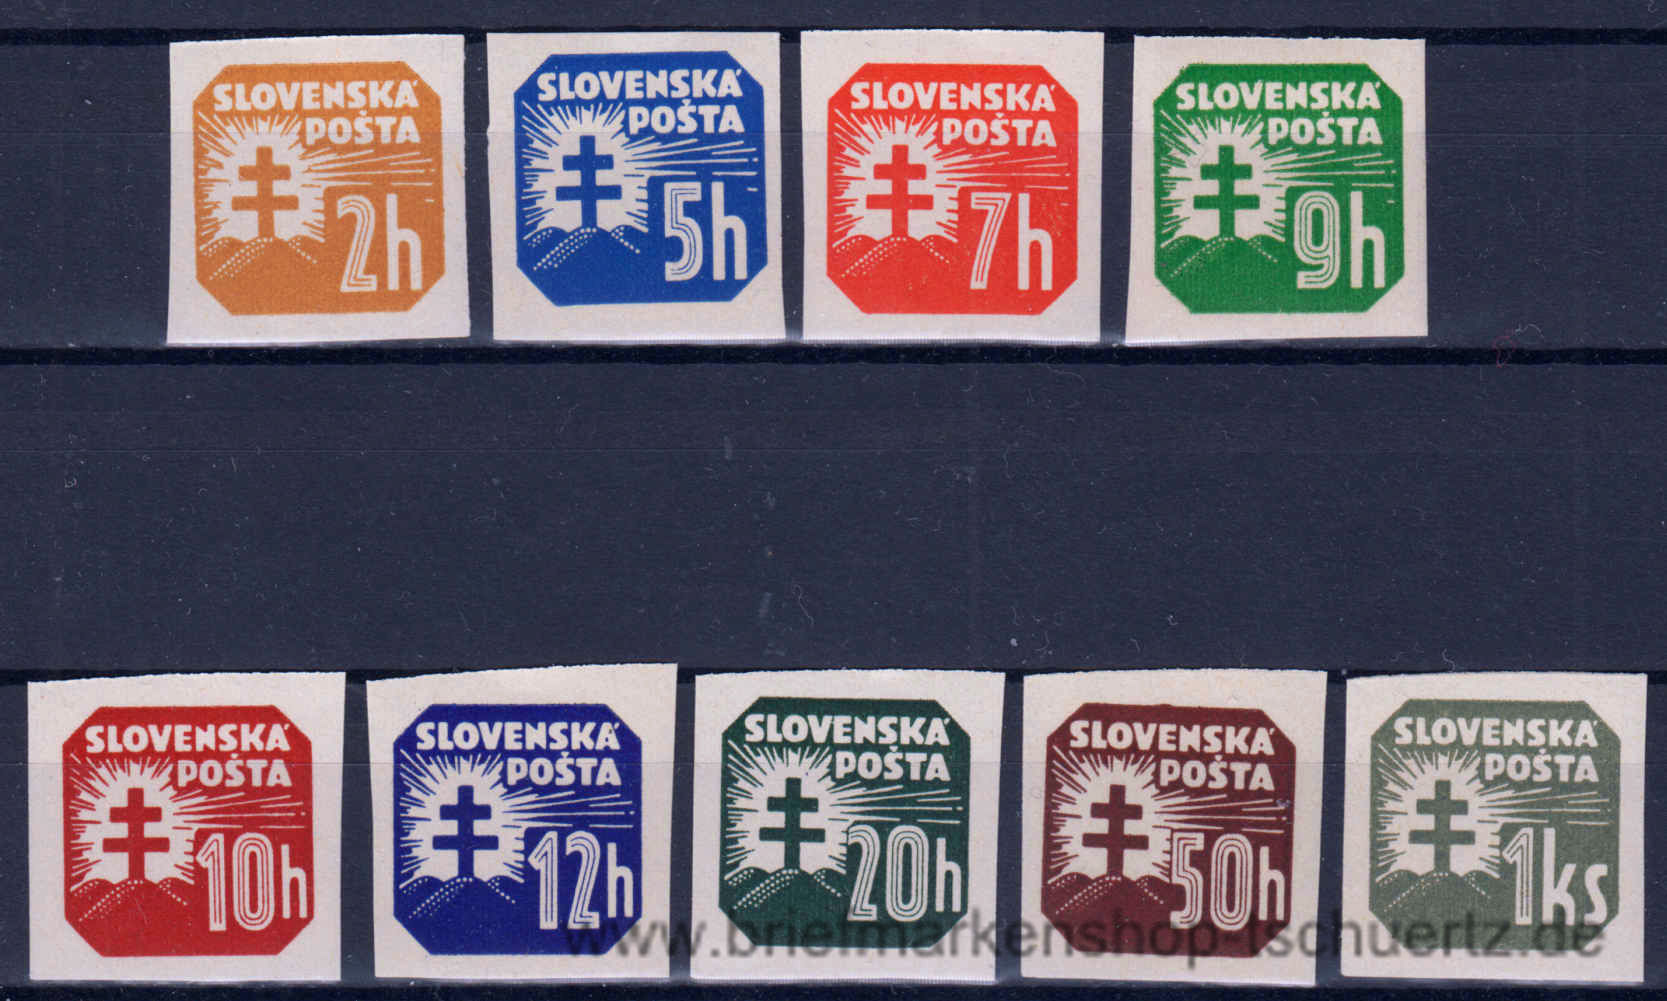 SLOVENSKÁ
POŠTA
2h
SLOVENSKÁ
POŠTA
5h
SLOVENSKÁ
POŠTA
7h
SLOVENSKÁ
POŠTA
9h
SLOVENSKÁ
POŠTA
10h
SLOVENSKÁ
POŠTA
12h
SLOVENSKÁ
POŠTA
20h
SLOVENSKÁ
POŠTA
50h
SLOVENSKÁ
POŠTA
1ks
www.briefmarkenshop-tschuertz.de